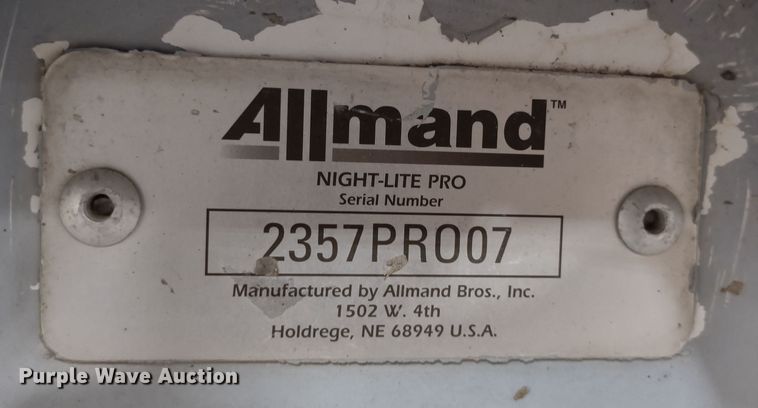 Allmand™
NIGHT-LITE PRO
Serial Number
2357PRO07
Manufactured by Allmand Bros., Inc.
1502 W. 4th
Holdrege, NE 68949 U.S.A.
Purple Wave Auction